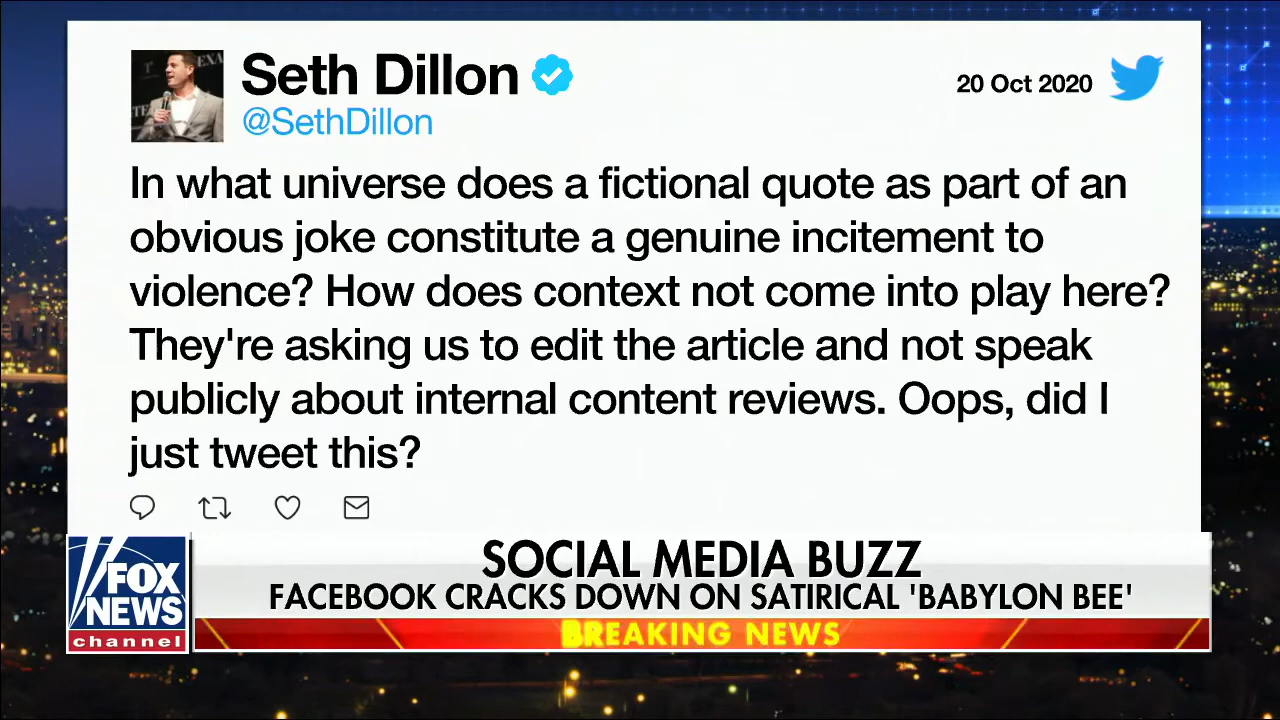 Seth Dillon
@SethDillon
20 Oct 2020
In what universe does a fictional quote as part of an
obvious joke constitute a genuine incitement to
violence? How does context not come into play here?
They're asking us to edit the article and not speak
publicly about internal content reviews. Oops, did I
just tweet this?
SOCIAL MEDIA BUZZ
FACEBOOK CRACKS DOWN ON SATIRICAL 'BABYLON BEE'
BREAKING NEWS
FOX
NEWS
channel